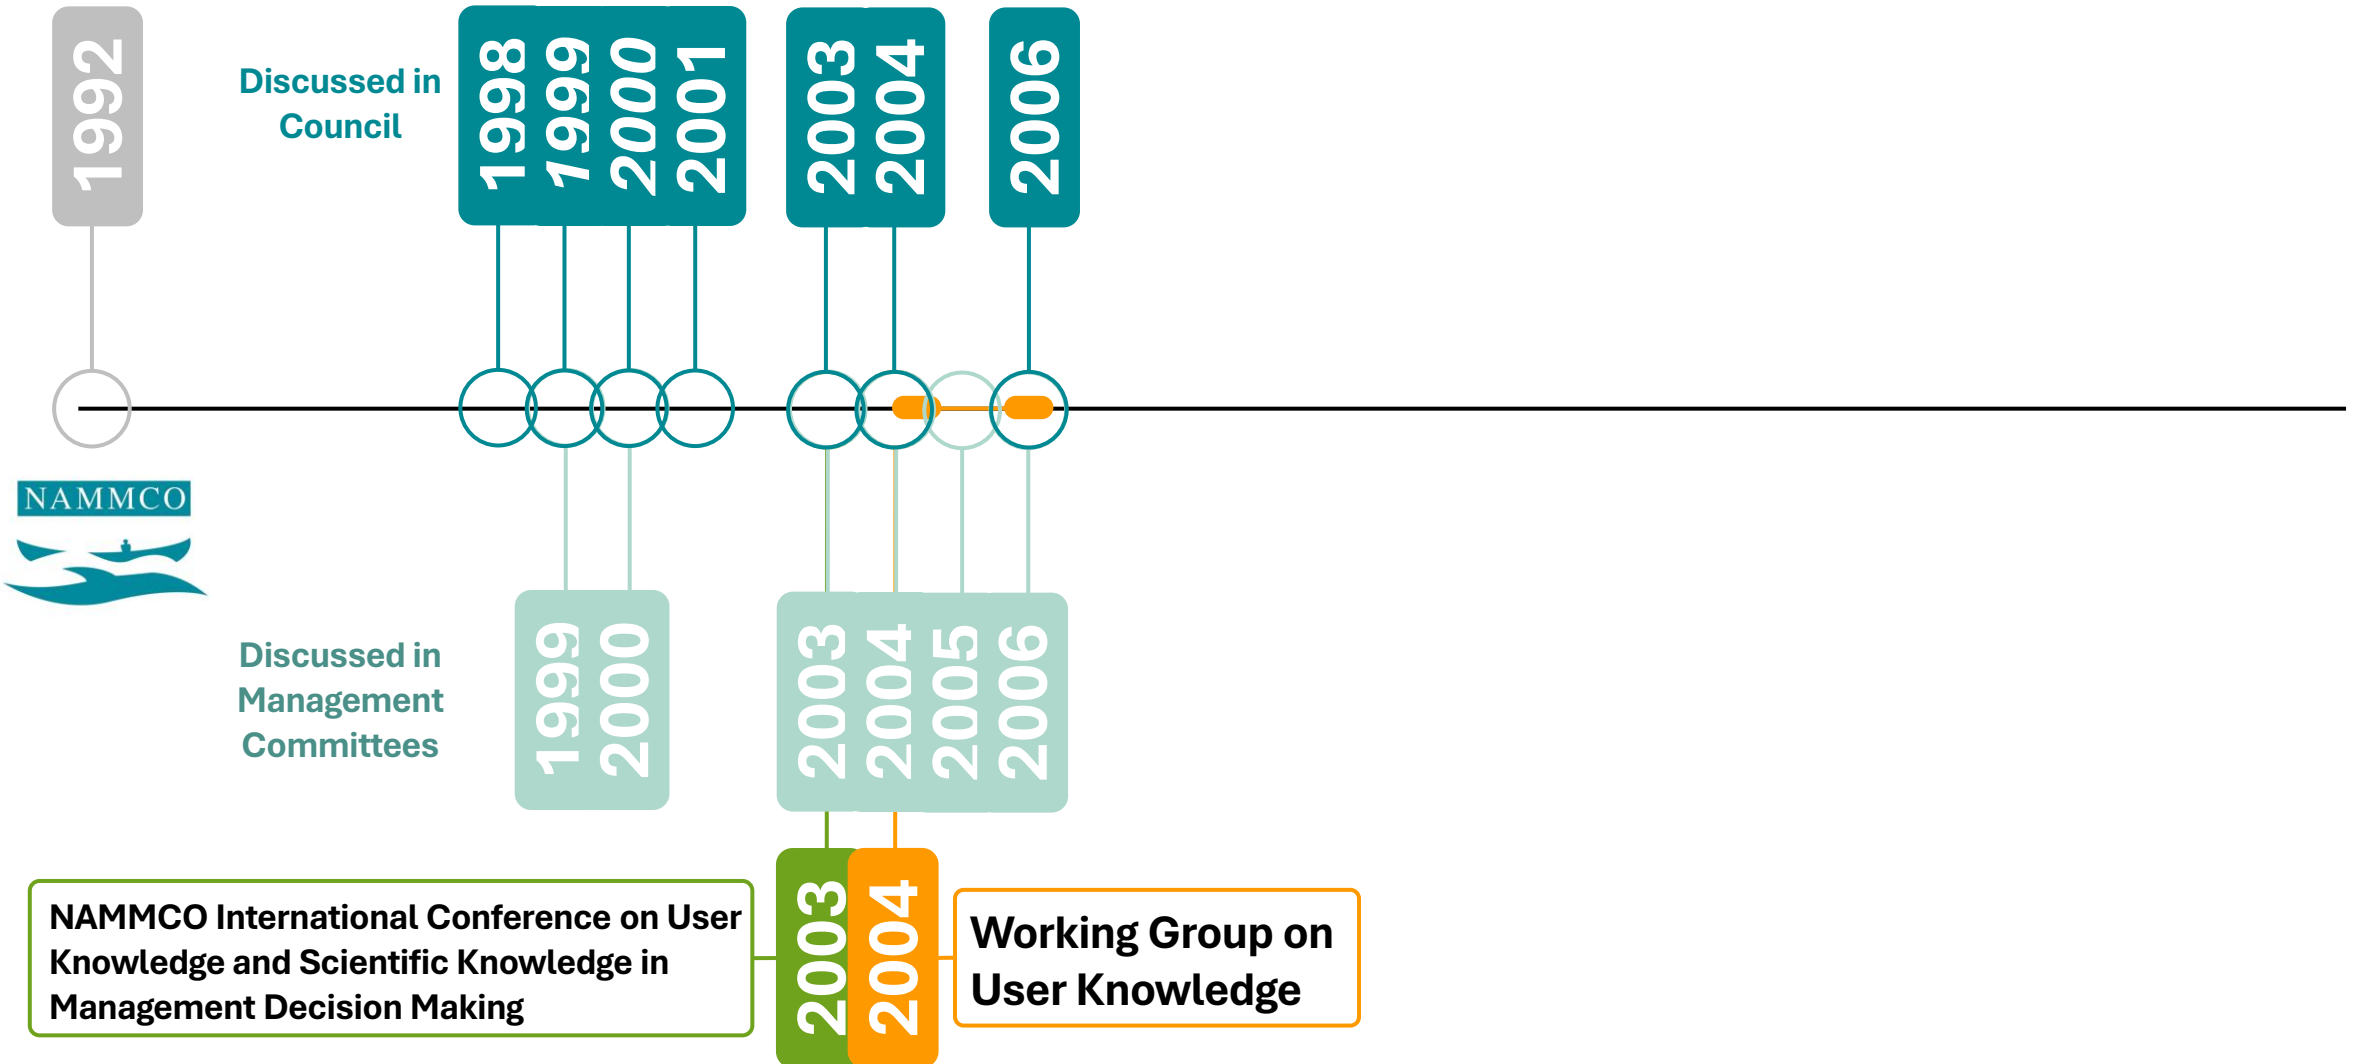 1992
Discussed in
Council
1998
1999
2000
2001
2003
2004
2006
NAMMCO
Discussed in
Management
Committees
1999
2000
2003
2004
2005
2006
NAMMCO International Conference on User
Knowledge and Scientific Knowledge in
Management Decision Making
2003
2004
Working Group on
User Knowledge